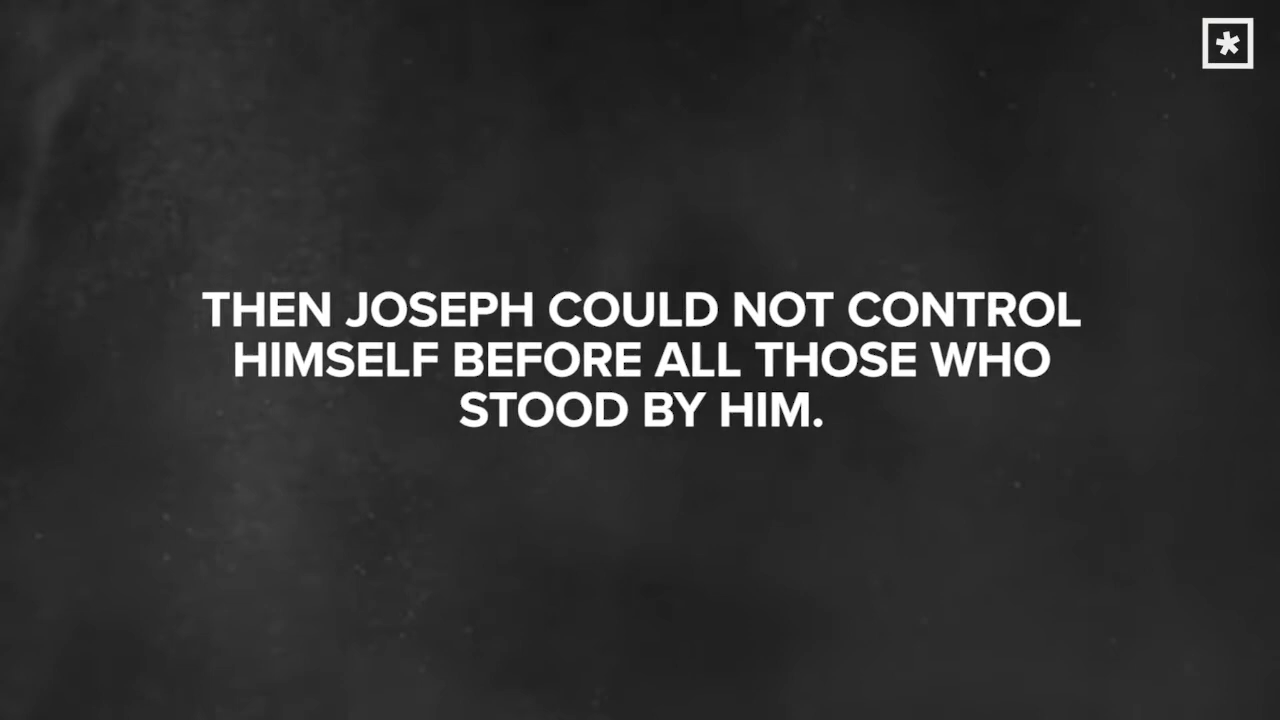 THEN JOSEPH COULD NOT CONTROL
HIMSELF BEFORE ALL THOSE WHO
STOOD BY HIM.